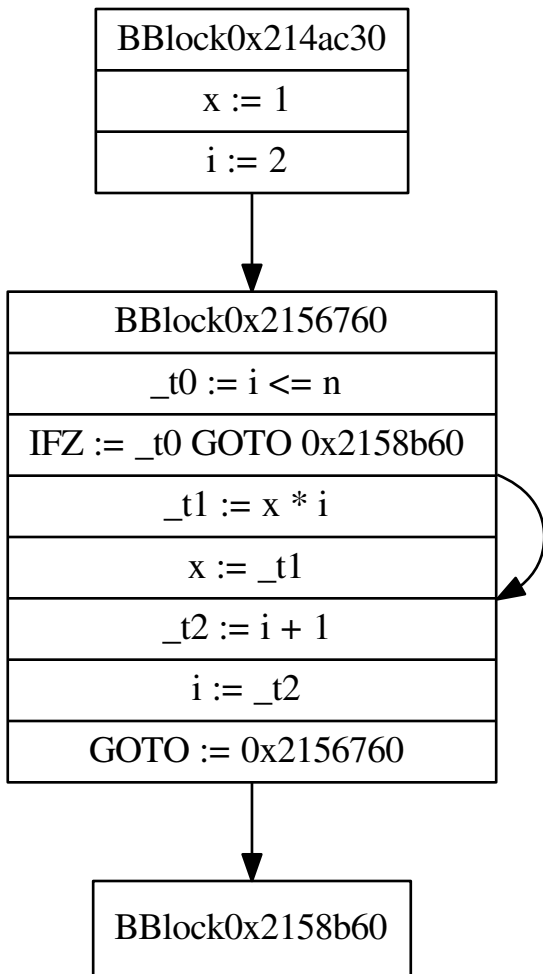 BBlock0x214ac30
x := 1
i := 2
BBlock0x2156760
_t0 := i <= n
IFZ := _t0 GOTO 0x2158b60
_t1 := x * i
x := _t1
_t2 := i + 1
i := _t2
GOTO := 0x2156760
BBlock0x2158b60